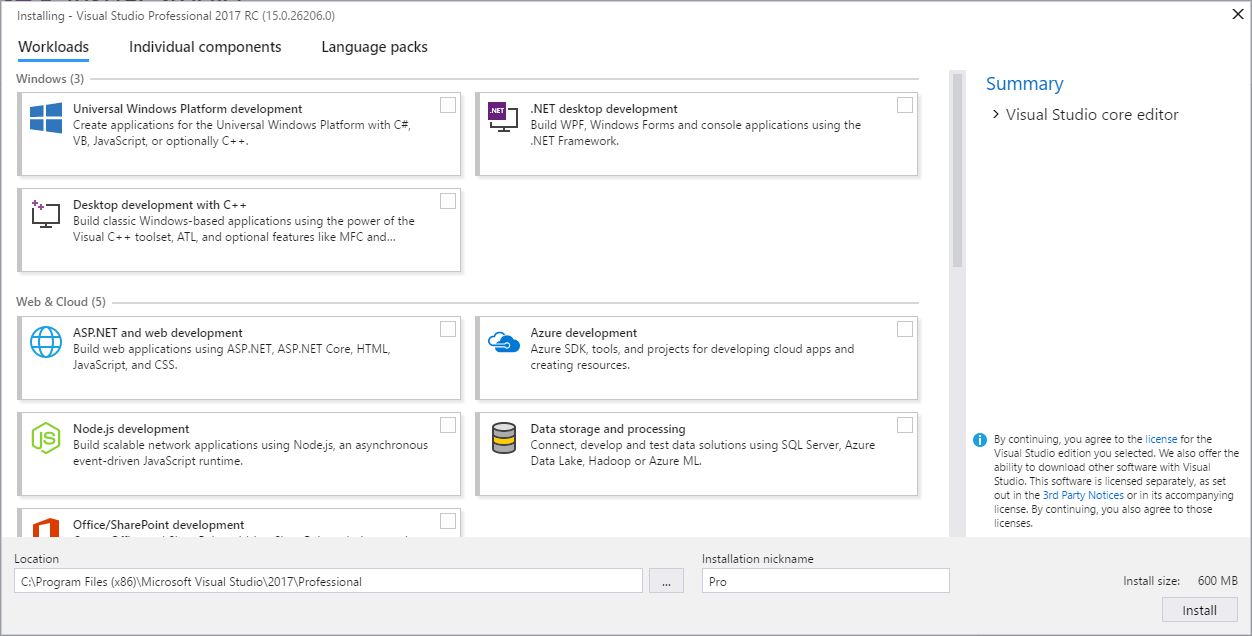 Installing - Visual Studio Professional 2017 RC (15.0.26206.0)
Workloads
Individual components
Language packs
Windows (3)
Universal Windows Platform development
Create applications for the Universal Windows Platform with C#,
VB, JavaScript, or optionally C++.
.NET
.NET desktop development
Build WPF, Windows Forms and console applications using the
.NET Framework.
Desktop development with C++
Build classic Windows-based applications using the power of the
Visual C++ toolset, ATL, and optional features like MFC and...
Web & Cloud (5)
ASP.NET and web development
Build web applications using ASP.NET, ASP.NET Core, HTML,
JavaScript, and CSS.
Azure development
Azure SDK, tools, and projects for developing cloud apps and
creating resources.
JS
Node.js development
Build scalable network applications using Node.js, an asynchronous
event-driven JavaScript runtime.
Data storage and processing
Connect, develop and test data solutions using SQL Server, Azure
Data Lake, Hadoop or Azure ML.
Office/SharePoint development
Summary
Visual Studio core editor
By continuing, you agree to the license for the
Visual Studio edition you selected. We also offer the
ability to download other software with Visual
Studio. This software is licensed separately, as set
out in the 3rd Party Notices or in its accompanying
license. By continuing, you also agree to those
licenses.
Location
C:\Program Files (x86)\Microsoft Visual Studio\2017\Professional
...
Installation nickname
Pro
Install size: 600 MB
Install